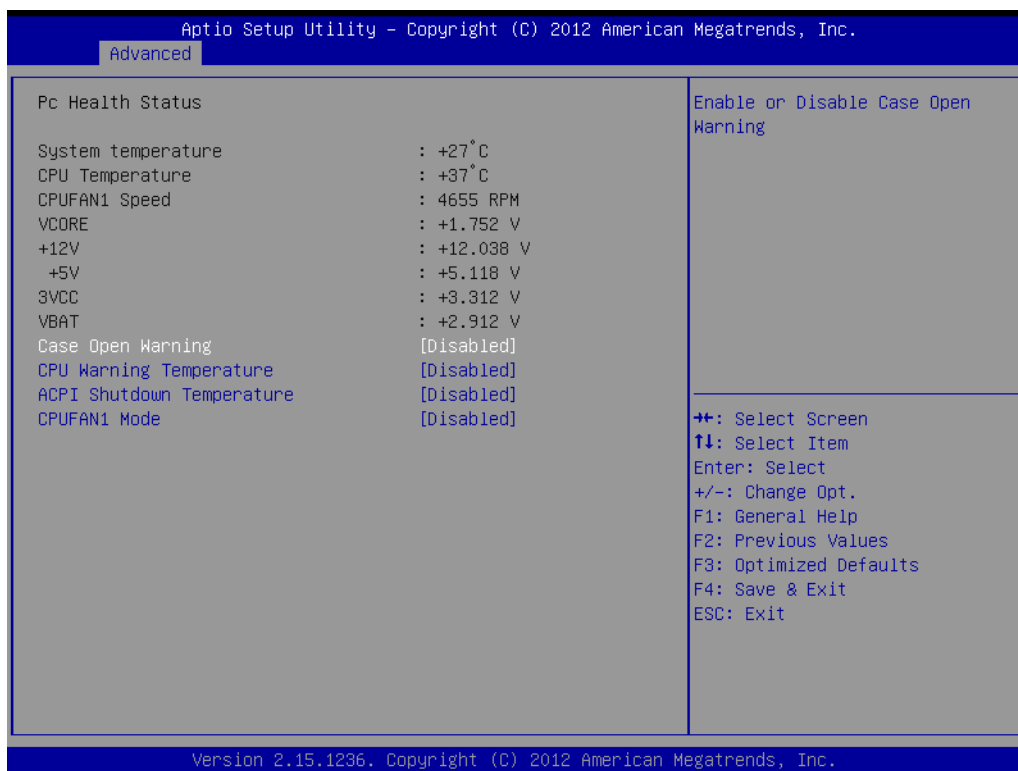 Aptio Setup Utility – Copyright (C) 2012 American Megatrends, Inc.
Advanced
Pc Health Status
System temperature : +27°C
CPU Temperature : +37°C
CPUFAN1 Speed : 4655 RPM
VCORE : +1.752 V
+12V : +12.038 V
+5V : +5.118 V
3VCC : +3.312 V
VBAT : +2.912 V
Case Open Warning [Disabled]
CPU Warning Temperature [Disabled]
ACPI Shutdown Temperature [Disabled]
CPUFAN1 Mode [Disabled]
Enable or Disable Case Open
Warning
→←: Select Screen
↑↓: Select Item
Enter: Select
+/-: Change Opt.
F1: General Help
F2: Previous Values
F3: Optimized Defaults
F4: Save & Exit
ESC: Exit
Version 2.15.1236. Copyright (C) 2012 American Megatrends, Inc.